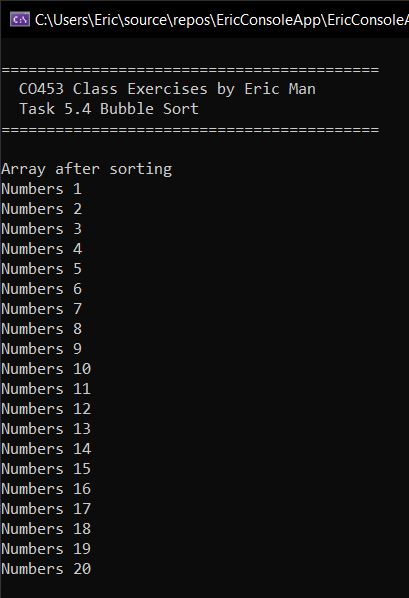 C:\Users\Eric\source\repos\EricConsoleApp\EricConsoleA
==========================================
CO453 Class Exercises by Eric Man
Task 5.4 Bubble Sort
==========================================
Array after sorting
Numbers 1
Numbers 2
Numbers 3
Numbers 4
Numbers 5
Numbers 6
Numbers 7
Numbers 8
Numbers 9
Numbers 10
Numbers 11
Numbers 12
Numbers 13
Numbers 14
Numbers 15
Numbers 16
Numbers 17
Numbers 18
Numbers 19
Numbers 20